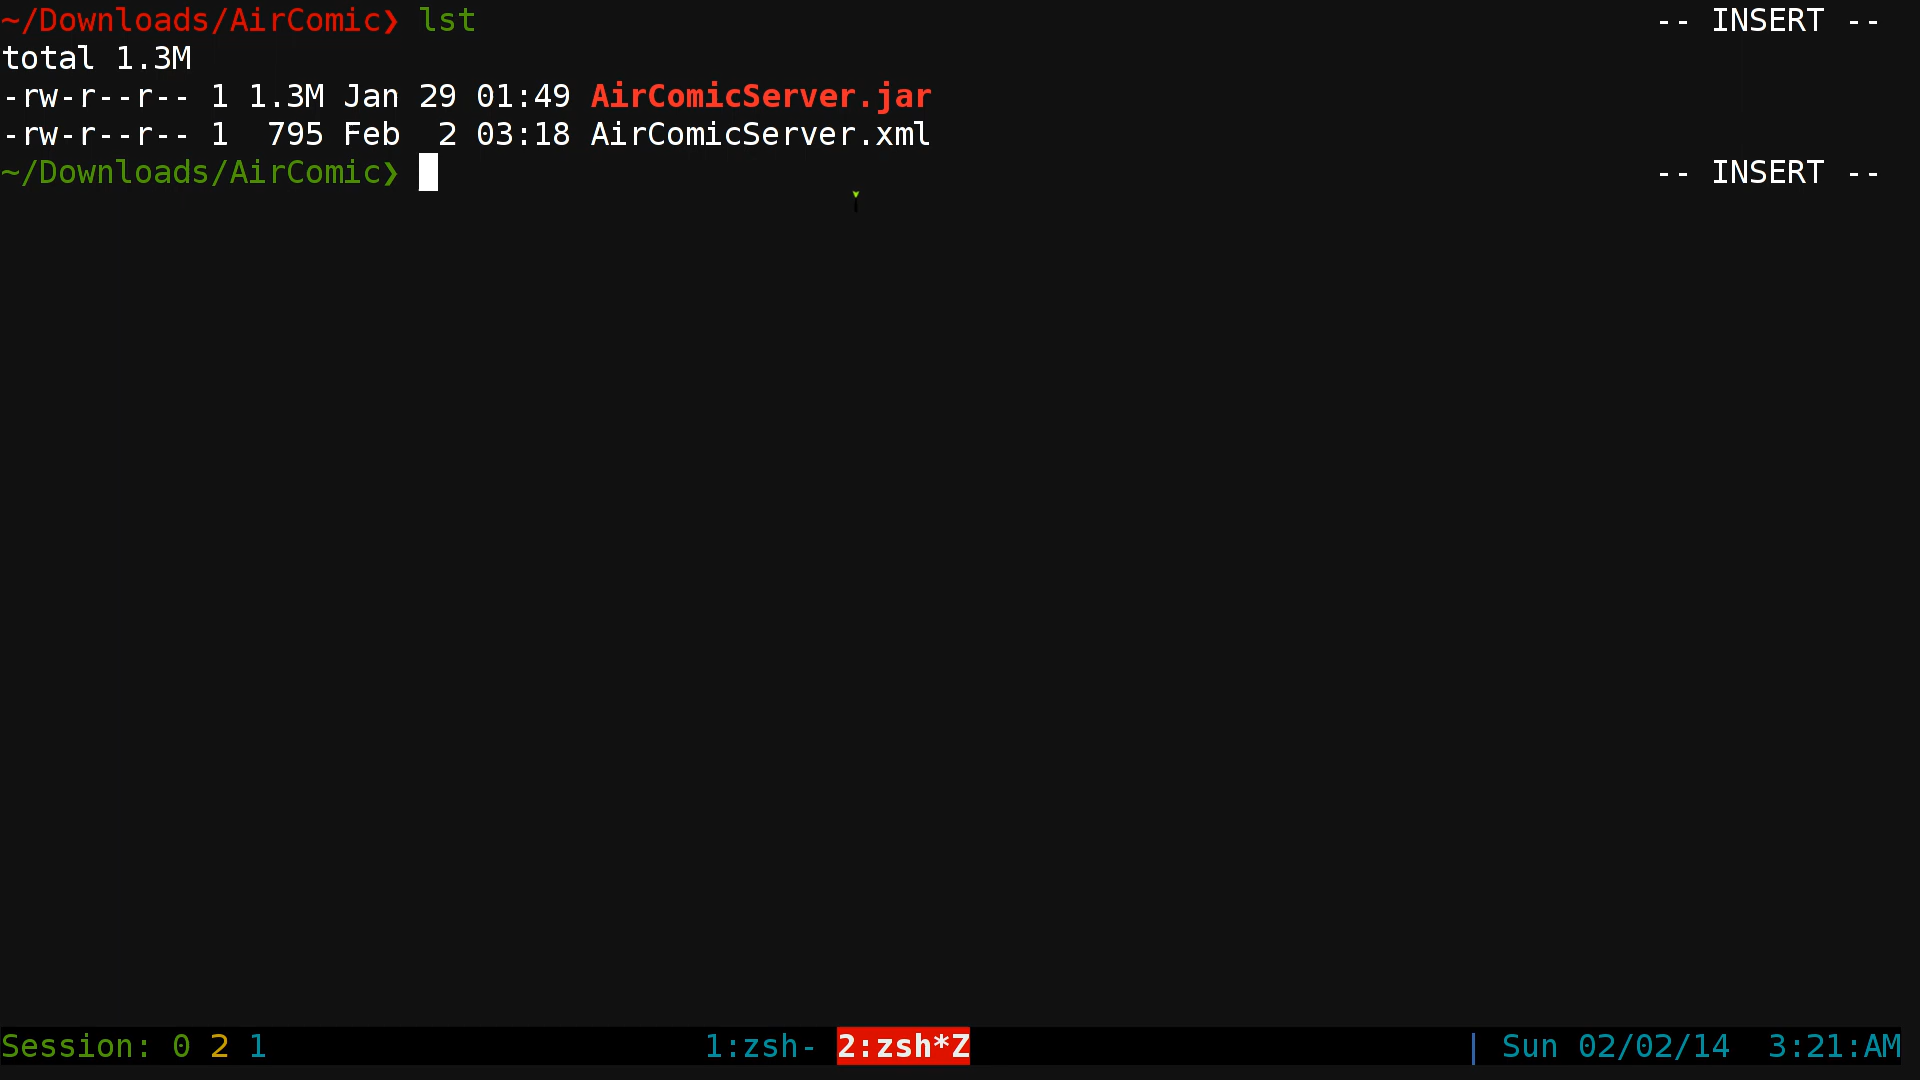 ~/Downloads/AirComic❯ lst -- INSERT --
total 1.3M
-rw-r--r-- 1 1.3M Jan 29 01:49 AirComicServer.jar
-rw-r--r-- 1  795 Feb  2 03:18 AirComicServer.xml
~/Downloads/AirComic❯ -- INSERT --
Session: 0 2 1 1:zsh- 2:zsh*Z | Sun 02/02/14  3:21:AM